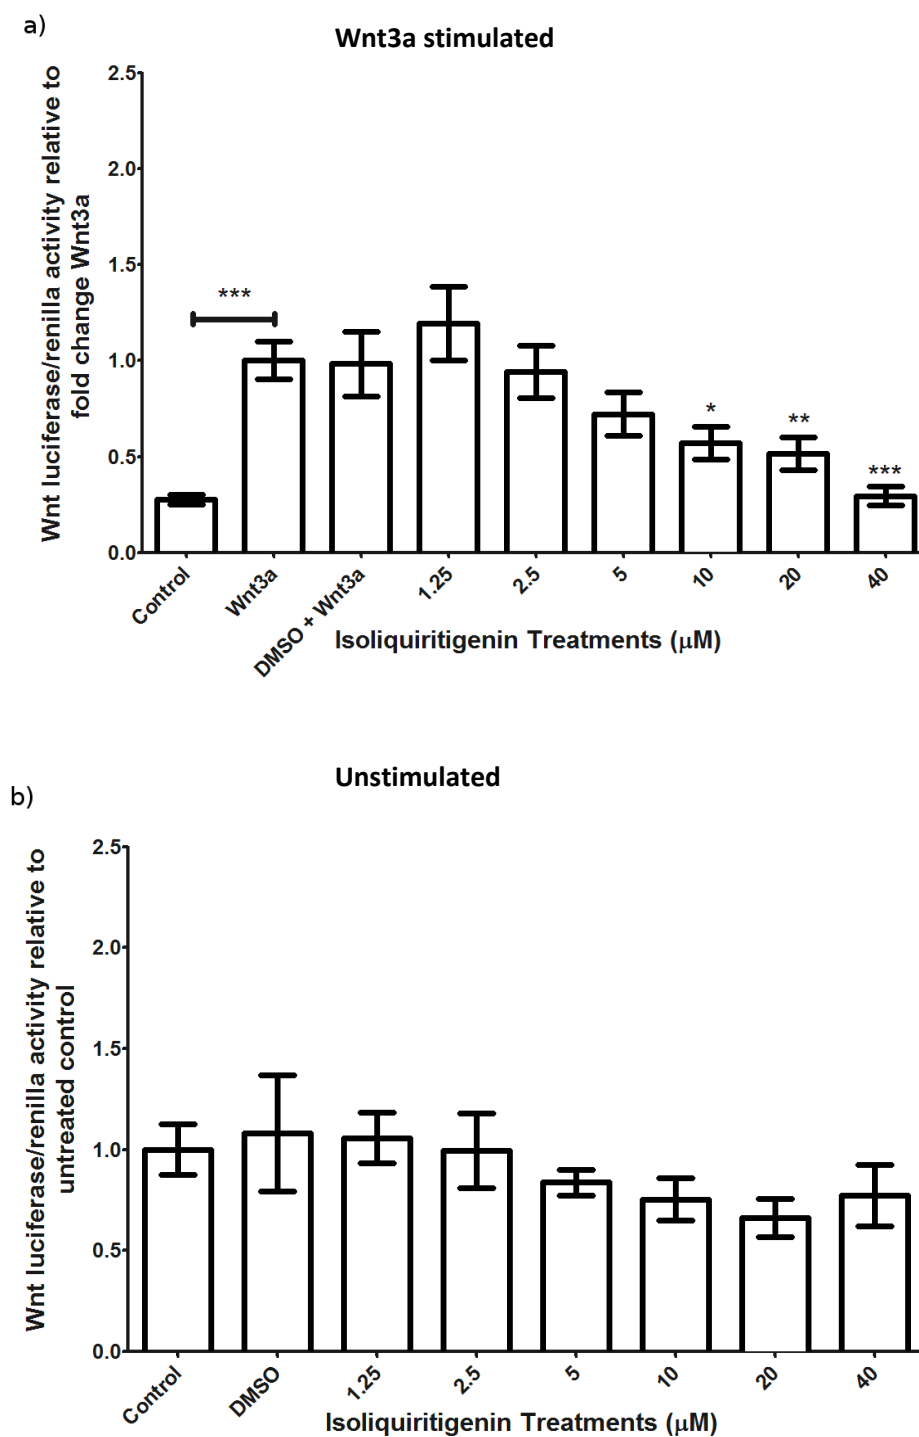 a)
Wnt3a stimulated
Wnt luciferase/renilla activity relative to
fold change Wnt3a
2.5
2.0
1.5
1.0
0.5
0.0
***
*
**
***
Control
Wnt3a
DMSO + Wnt3a
1.25
2.5
5
10
20
40
Isoliquiritigenin Treatments (μM)
b)
Unstimulated
Wnt luciferase/renilla activity relative to
untreated control
2.5
2.0
1.5
1.0
0.5
0.0
Control
DMSO
1.25
2.5
5
10
20
40
Isoliquiritigenin Treatments (μM)